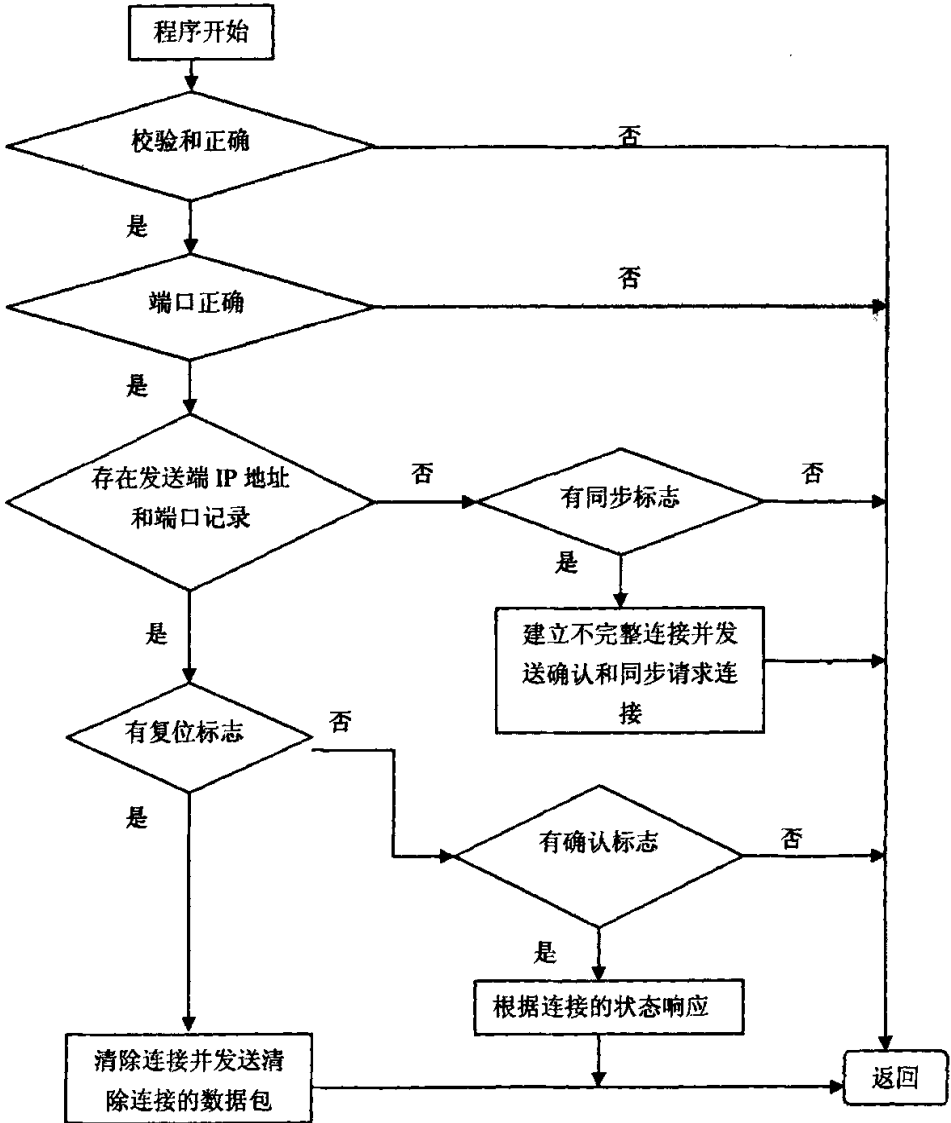 程序开始
校验和正确
否
是
端口正确
否
是
存在发送端 IP 地址
和端口记录
否
有同步标志
否
是
建立不完整连接并发
送确认和同步请求连
接
是
有复位标志
否
是
有确认标志
否
是
根据连接的状态响应
清除连接并发送清
除连接的数据包
返回